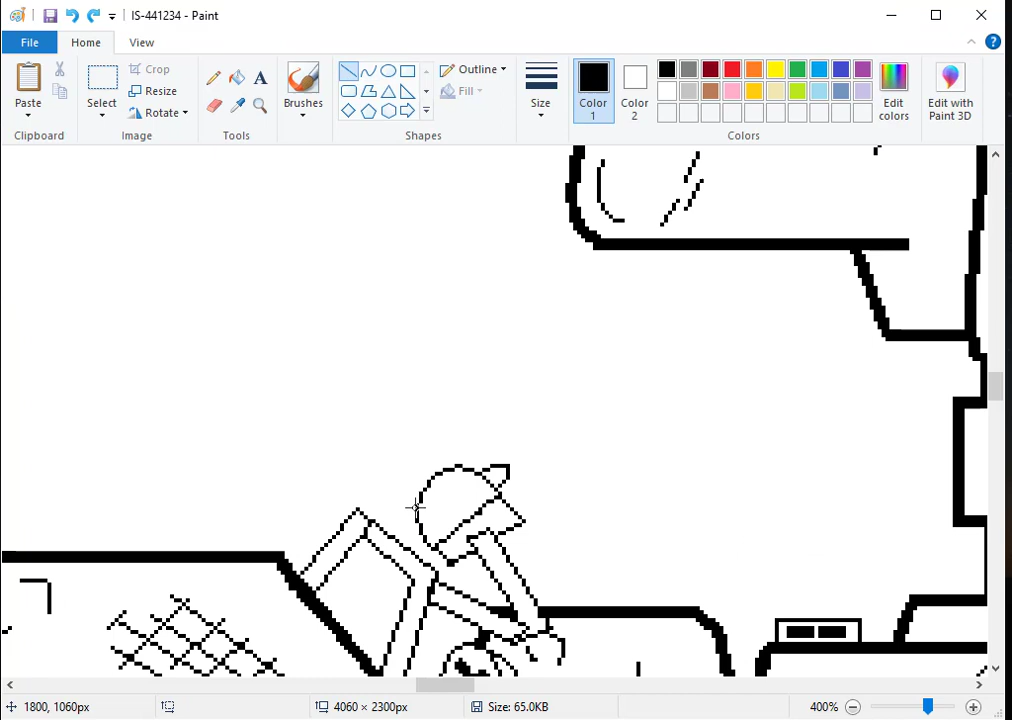 IS-441234 - Paint
File
Home
View
Paste
Clipboard
Select
Crop
Resize
Rotate
Image
A
Tools
Brushes
Outline
Fill
Shapes
Size
Color 1
Color 2
Edit colors
Colors
Edit with Paint 3D
1800, 1060px
4060 × 2300px
Size: 65.0KB
400%